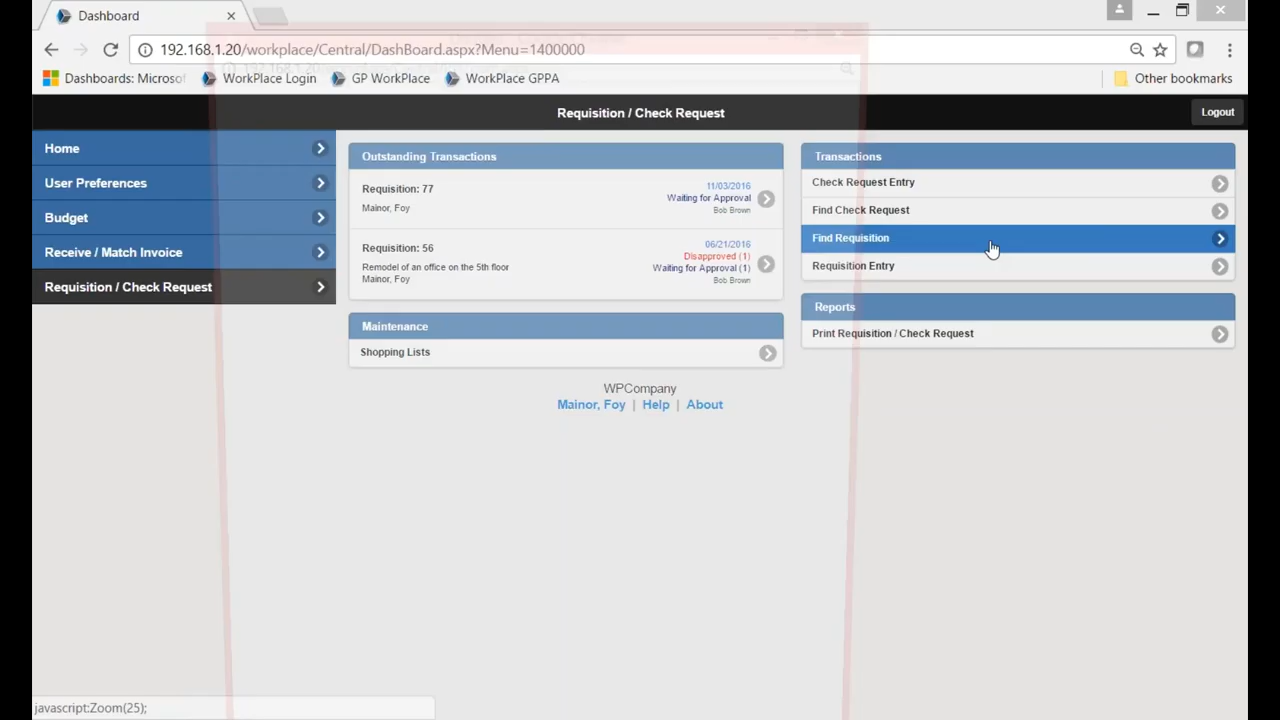 Dashboard
192.168.1.20/workplace/Central/DashBoard.aspx?Menu=1400000
Dashboards: Microsof
WorkPlace Login
GP WorkPlace
WorkPlace GPPA
Other bookmarks
Requisition / Check Request
Logout
Home
User Preferences
Budget
Receive / Match Invoice
Requisition / Check Request
Outstanding Transactions
Requisition: 77
Mainor, Foy
11/03/2016
Waiting for Approval
Bob Brown
Requisition: 56
Remodel of an office on the 5th floor
Mainor, Foy
06/21/2016
Disapproved (1)
Waiting for Approval (1)
Bob Brown
Maintenance
Shopping Lists
Transactions
Check Request Entry
Find Check Request
Find Requisition
Requisition Entry
Reports
Print Requisition / Check Request
WPCompany
Mainor, Foy | Help | About
javascript:Zoom(25);